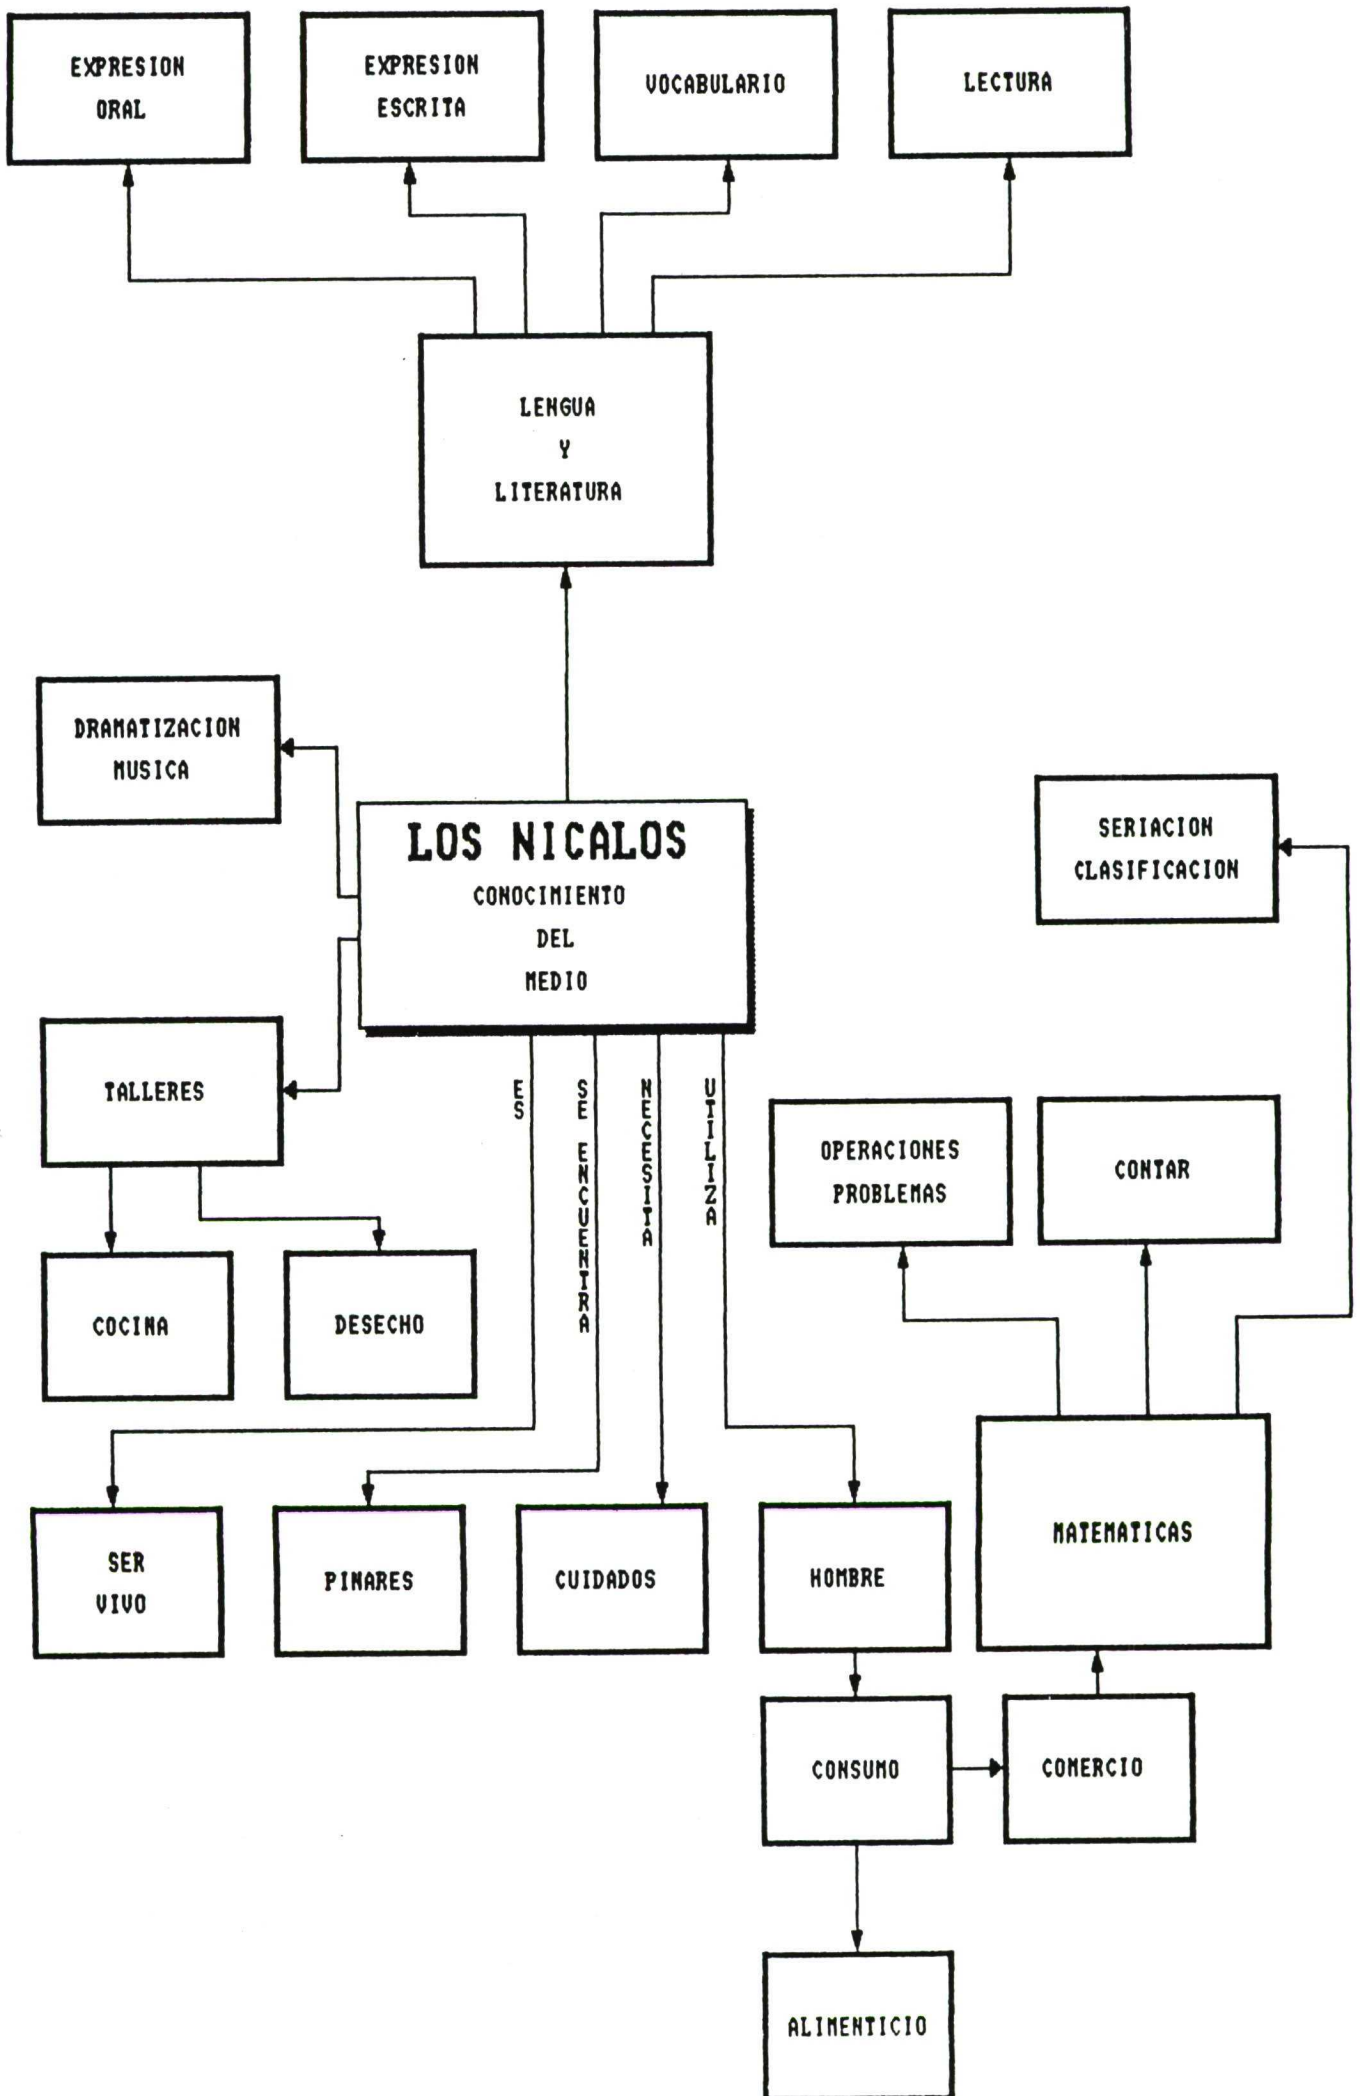 EXPRESION
ORAL
EXPRESION
ESCRITA
VOCABULARIO
LECTURA
LENGUA
Y
LITERATURA
DRAMATIZACION
MUSICA
LOS NICALOS
CONOCIMIENTO
DEL
MEDIO
SERIACION
CLASIFICACION
TALLERES
ES
SE ENCUENTRA
NECESITA
UTILIZA
OPERACIONES
PROBLEMAS
CONTAR
COCINA
DESECHO
SER
VIVO
PINARES
CUIDADOS
HOMBRE
MATEMATICAS
CONSUMO
COMERCIO
ALIMENTICIO